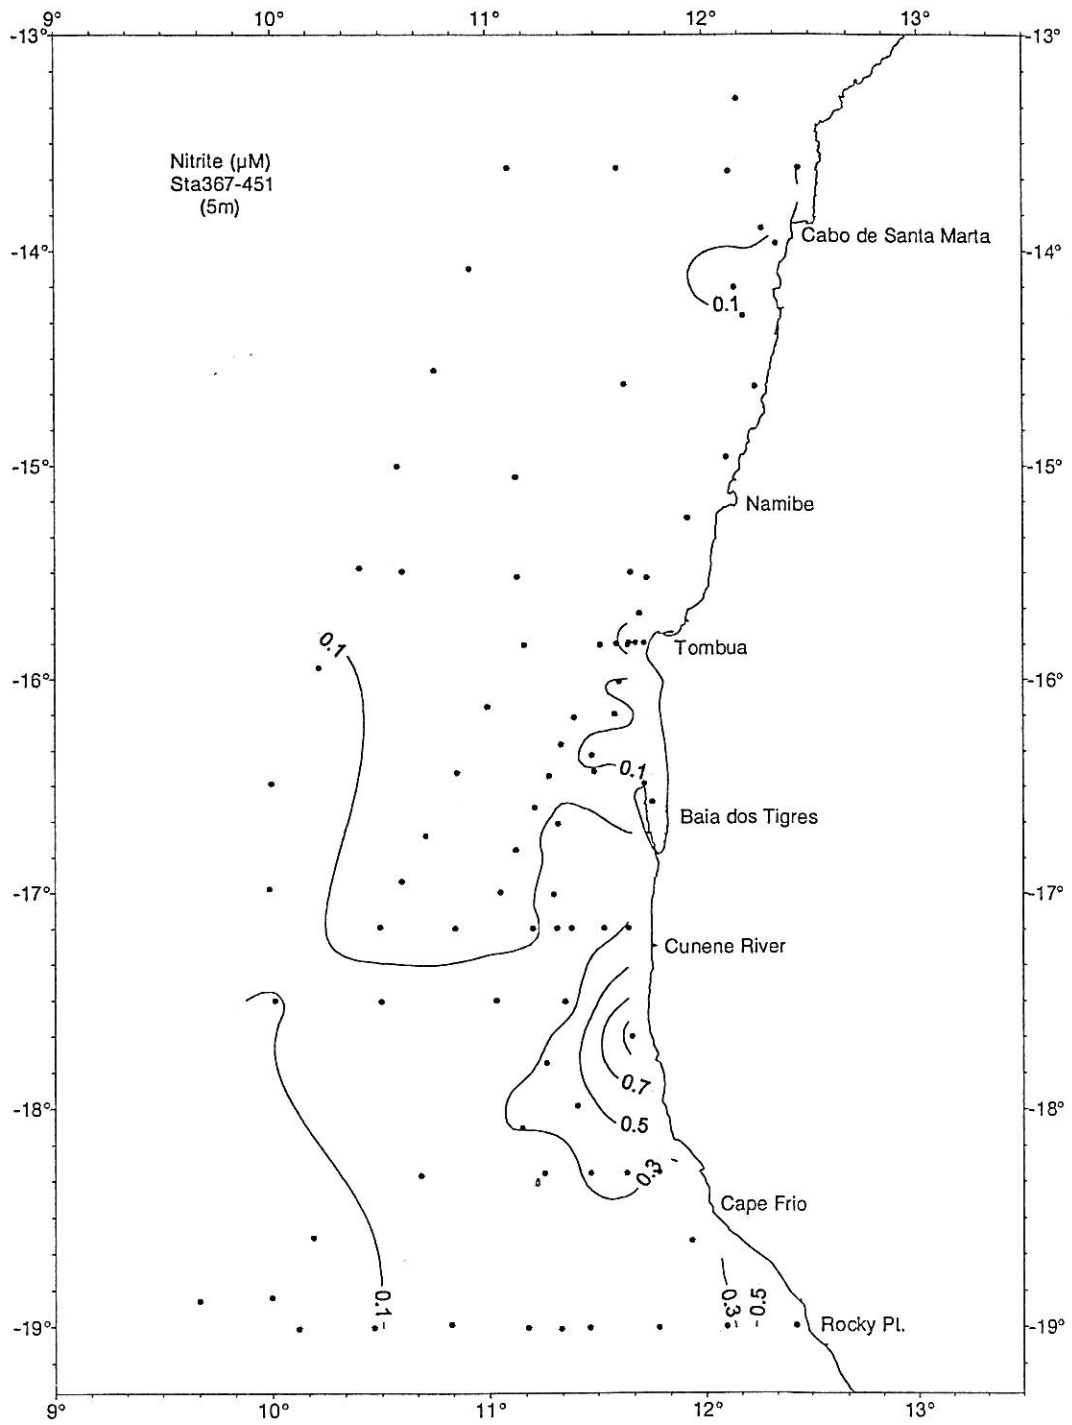 9° 10° 11° 12° 13°
-13° -13°
Nitrite (µM)
Sta367-451
(5m)
Cabo de Santa Marta
-14° -14°
0.1
-15° -15°
Namibe
0.1
Tombua
-16° -16°
0.1
Baia dos Tigres
-17° -17°
Cunene River
0.7
-18° -18°
0.5
0.3
Cape Frio
0.1 0.3 0.5
-19° -19°
Rocky Pt.
9° 10° 11° 12° 13°